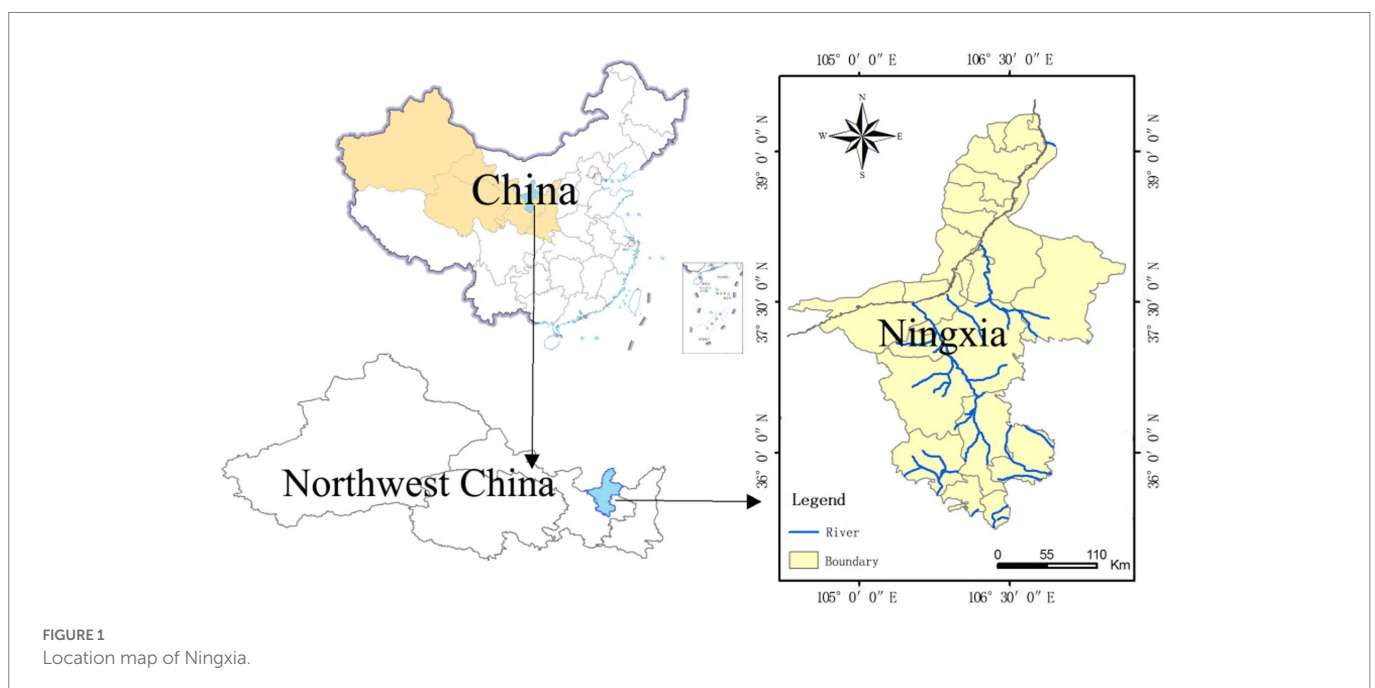 China
Northwest China
105° 0′ 0″ E
106° 30′ 0″ E
N
W
E
S
39° 0′ 0″ N
39° 0′ 0″ N
37° 30′ 0″ N
37° 30′ 0″ N
Ningxia
36° 0′ 0″ N
36° 0′ 0″ N
Legend
River
Boundary
0 55 110
Km
105° 0′ 0″ E
106° 30′ 0″ E
FIGURE 1
Location map of Ningxia.